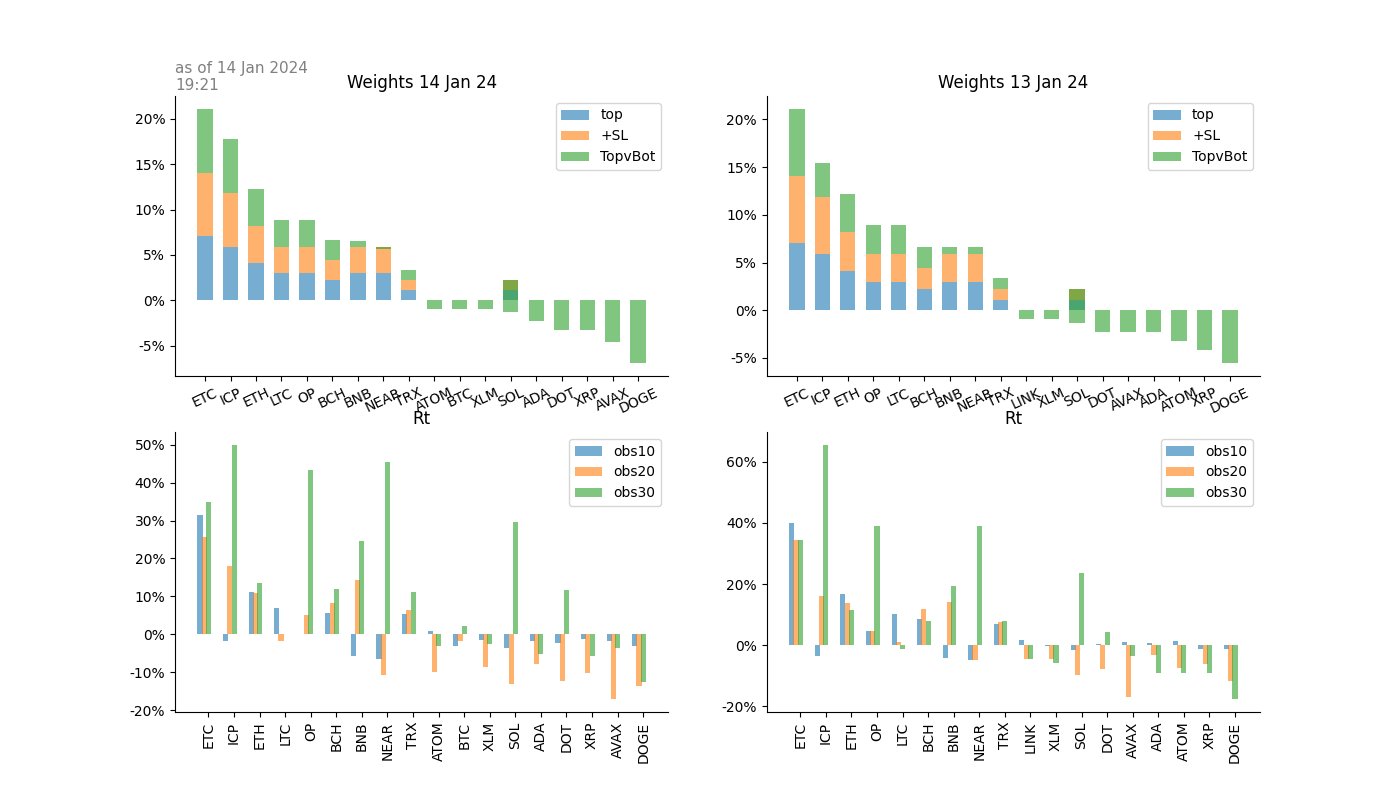 as of 14 Jan 2024
19:21
Weights 14 Jan 24
20%
15%
10%
5%
0%
-5%
top
+SL
TopvBot
ETC ICP ETH LTC OP BCH BNB NEAR TRX ATOM BTC XLM SOL ADA DOT XRP AVAX DOGE
Weights 13 Jan 24
20%
15%
10%
5%
0%
-5%
top
+SL
TopvBot
ETC ICP ETH OP LTC BCH BNB NEAR TRX LINK XLM SOL DOT AVAX ADA ATOM XRP DOGE
Rt
50%
40%
30%
20%
10%
0%
-10%
-20%
obs10
obs20
obs30
ETC ICP ETH LTC OP BCH BNB NEAR TRX ATOM BTC XLM SOL ADA DOT XRP AVAX DOGE
Rt
60%
40%
20%
0%
-20%
obs10
obs20
obs30
ETC ICP ETH OP LTC BCH BNB NEAR TRX LINK XLM SOL DOT AVAX ADA ATOM XRP DOGE